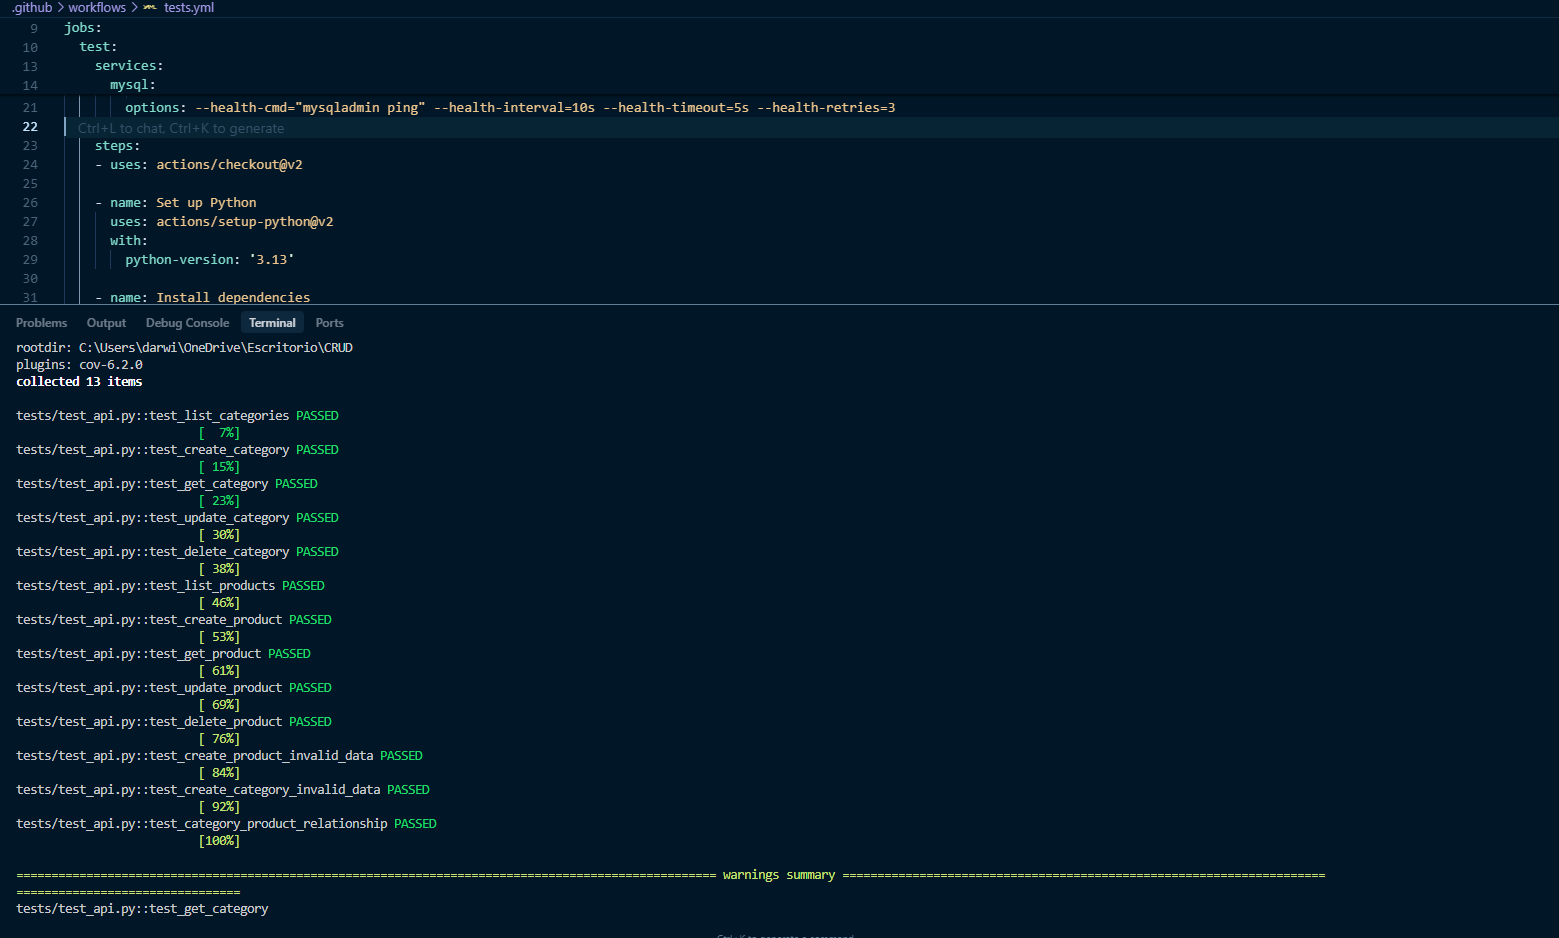 .github > workflows > tests.yml
9 jobs:
10 test:
13 services:
14 mysql:
21 options: --health-cmd="mysqladmin ping" --health-interval=10s --health-timeout=5s --health-retries=3
22 Ctrl+L to chat, Ctrl+K to generate
23 steps:
24 - uses: actions/checkout@v2
25
26 - name: Set up Python
27 uses: actions/setup-python@v2
28 with:
29 python-version: '3.13'
30
31 - name: Install dependencies
Problems Output Debug Console Terminal Ports
rootdir: C:\Users\darwi\OneDrive\Escritorio\CRUD
plugins: cov-6.2.0
collected 13 items
tests/test_api.py::test_list_categories PASSED
[  7%]
tests/test_api.py::test_create_category PASSED
[ 15%]
tests/test_api.py::test_get_category PASSED
[ 23%]
tests/test_api.py::test_update_category PASSED
[ 30%]
tests/test_api.py::test_delete_category PASSED
[ 38%]
tests/test_api.py::test_list_products PASSED
[ 46%]
tests/test_api.py::test_create_product PASSED
[ 53%]
tests/test_api.py::test_get_product PASSED
[ 61%]
tests/test_api.py::test_update_product PASSED
[ 69%]
tests/test_api.py::test_delete_product PASSED
[ 76%]
tests/test_api.py::test_create_product_invalid_data PASSED
[ 84%]
tests/test_api.py::test_create_category_invalid_data PASSED
[ 92%]
tests/test_api.py::test_category_product_relationship PASSED
[100%]
==================================================================================================== warnings summary =====================================================================
================================
tests/test_api.py::test_get_category
Ctrl+K to generate a command